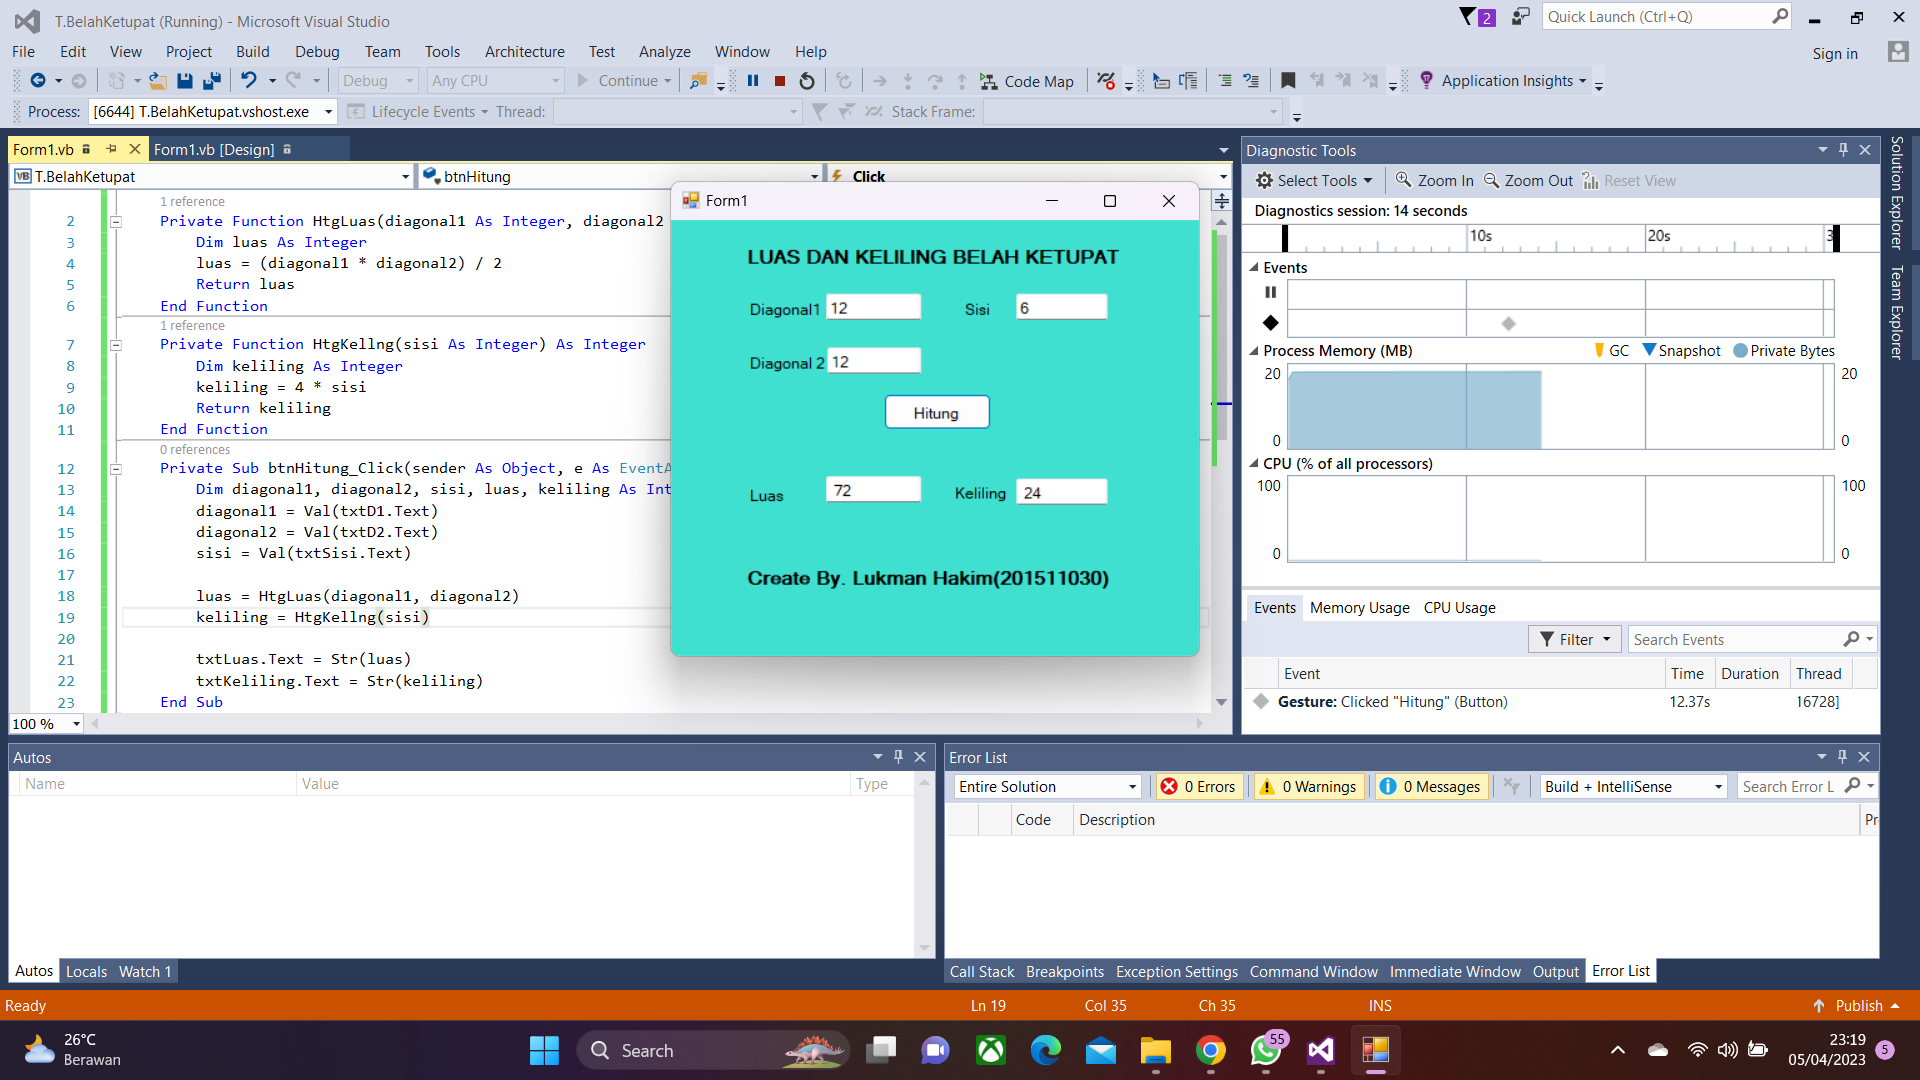 T.BelahKetupat (Running) - Microsoft Visual Studio
2
Quick Launch (Ctrl+Q)
File Edit View Project Build Debug Team Tools Architecture Test Analyze Window Help
Sign in
Debug Any CPU Continue Code Map Application Insights
Process: [6644] T.BelahKetupat.vshost.exe Lifecycle Events Thread: Stack Frame:
Form1.vb Form1.vb [Design]
VB T.BelahKetupat btnHitung Click
1 reference
2 Private Function HtgLuas(diagonal1 As Integer, diagonal2
3 Dim luas As Integer
4 luas = (diagonal1 * diagonal2) / 2
5 Return luas
6 End Function
1 reference
7 Private Function HtgKellng(sisi As Integer) As Integer
8 Dim keliling As Integer
9 keliling = 4 * sisi
10 Return keliling
11 End Function
0 references
12 Private Sub btnHitung_Click(sender As Object, e As EventA
13 Dim diagonal1, diagonal2, sisi, luas, keliling As Int
14 diagonal1 = Val(txtD1.Text)
15 diagonal2 = Val(txtD2.Text)
16 sisi = Val(txtSisi.Text)
17
18 luas = HtgLuas(diagonal1, diagonal2)
19 keliling = HtgKellng(sisi)
20
21 txtLuas.Text = Str(luas)
22 txtKeliling.Text = Str(keliling)
23 End Sub
100 %
Form1
LUAS DAN KELILING BELAH KETUPAT
Diagonal1 12 Sisi 6
Diagonal 2 12
Hitung
Luas 72 Keliling 24
Create By. Lukman Hakim(201511030)
Diagnostic Tools
Select Tools Zoom In Zoom Out Reset View
Diagnostics session: 14 seconds
10s 20s 3
Events
Process Memory (MB) GC Snapshot Private Bytes
20 20
0 0
CPU (% of all processors)
100 100
0 0
Events Memory Usage CPU Usage
Filter Search Events
Event Time Duration Thread
Gesture: Clicked "Hitung" (Button) 12.37s 16728]
Solution Explorer
Team Explorer
Autos
Name Value Type
Autos Locals Watch 1
Error List
Entire Solution 0 Errors 0 Warnings 0 Messages Build + IntelliSense Search Error L
Code Description Pr
Call Stack Breakpoints Exception Settings Command Window Immediate Window Output Error List
Ready Ln 19 Col 35 Ch 35 INS Publish
26°C
Berawan
Search
55
23:19
05/04/2023
5